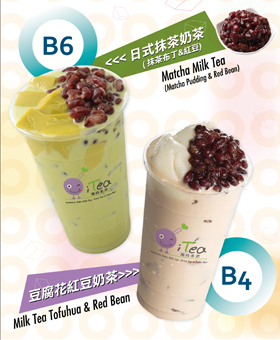 B6
<<< 日式抹茶奶茶
(抹茶布丁&紅豆)
Matcha Milk Tea
(Matcha Pudding & Red Bean)
iTea
iTea
豆腐花紅豆奶茶>>>
Milk Tea Tofuhua & Red Bean
B4